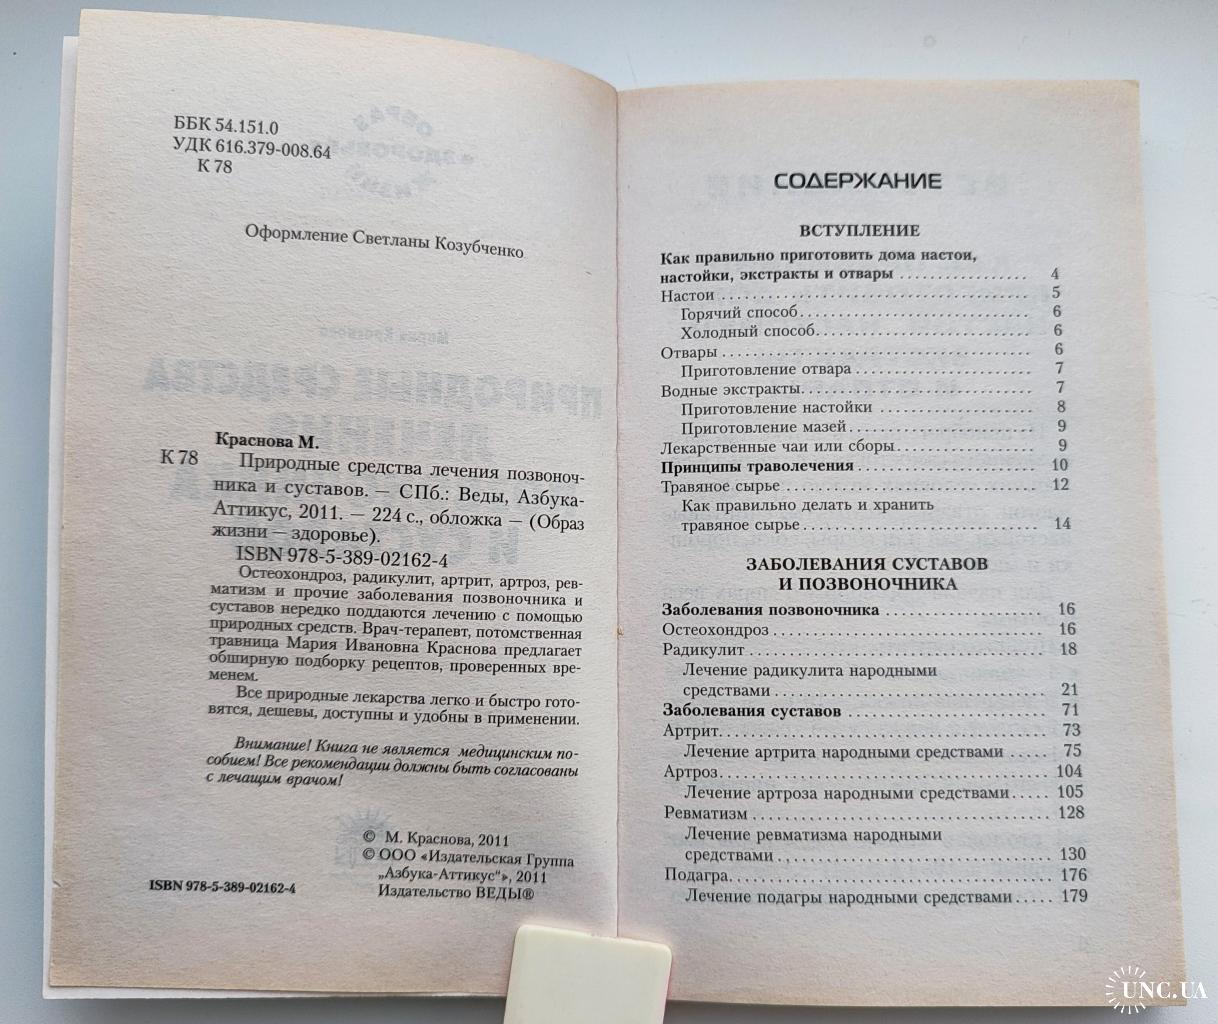 ББК 54.151.0
УДК 616.379-008.64
К 78
Оформление Светланы Козубченко
Краснова М.
К 78 Природные средства лечения позвоноч-
ника и суставов. — СПб.: Веды, Азбука-
Аттикус, 2011. — 224 с., обложка — (Образ
жизни — здоровье).
ISBN 978-5-389-02162-4
Остеохондроз, радикулит, артрит, артроз, рев-
матизм и прочие заболевания позвоночника и
суставов нередко поддаются лечению с помощью
природных средств. Врач-терапевт, потомственная
травница Мария Ивановна Краснова предлагает
обширную подборку рецептов, проверенных вре-
менем.
Все природные лекарства легко и быстро гото-
вятся, дешевы, доступны и удобны в применении.
Внимание! Книга не является медицинским по-
собием! Все рекомендации должны быть согласованы
с лечащим врачом!
© М. Краснова, 2011
© ООО «Издательская Группа
„Азбука-Аттикус“», 2011
ISBN 978-5-389-02162-4 Издательство ВЕДЫ®
СОДЕРЖАНИЕ
ВСТУПЛЕНИЕ
Как правильно приготовить дома настои,
настойки, экстракты и отвары . . . . . . . . . . . . . . . . . 4
Настои . . . . . . . . . . . . . . . . . . . . . . . . . . . . . . . . . . . . . . . . 5
Горячий способ. . . . . . . . . . . . . . . . . . . . . . . . . . . . . . 6
Холодный способ. . . . . . . . . . . . . . . . . . . . . . . . . . . . 6
Отвары . . . . . . . . . . . . . . . . . . . . . . . . . . . . . . . . . . . . . . . . 6
Приготовление отвара . . . . . . . . . . . . . . . . . . . . . . . 7
Водные экстракты. . . . . . . . . . . . . . . . . . . . . . . . . . . . . . 7
Приготовление настойки . . . . . . . . . . . . . . . . . . . . 8
Приготовление мазей . . . . . . . . . . . . . . . . . . . . . . . . 9
Лекарственные чаи или сборы . . . . . . . . . . . . . . . . . . 9
Принципы траволечения . . . . . . . . . . . . . . . . . . . . . . . 10
Травяное сырье . . . . . . . . . . . . . . . . . . . . . . . . . . . . . . . . 12
Как правильно делать и хранить
травяное сырье . . . . . . . . . . . . . . . . . . . . . . . . . . . . . . 14
ЗАБОЛЕВАНИЯ СУСТАВОВ
И ПОЗВОНОЧНИКА
Заболевания позвоночника . . . . . . . . . . . . . . . . . . . . 16
Остеохондроз . . . . . . . . . . . . . . . . . . . . . . . . . . . . . . . . . . 16
Радикулит . . . . . . . . . . . . . . . . . . . . . . . . . . . . . . . . . . . . . 18
Лечение радикулита народными
средствами . . . . . . . . . . . . . . . . . . . . . . . . . . . . . . . . . . 21
Заболевания суставов . . . . . . . . . . . . . . . . . . . . . . . . . 71
Артрит. . . . . . . . . . . . . . . . . . . . . . . . . . . . . . . . . . . . . . . . 73
Лечение артрита народными средствами . . . . . 75
Артроз. . . . . . . . . . . . . . . . . . . . . . . . . . . . . . . . . . . . . . . . 104
Лечение артроза народными средствами . . . . . 105
Ревматизм . . . . . . . . . . . . . . . . . . . . . . . . . . . . . . . . . . . . 128
Лечение ревматизма народными
средствами . . . . . . . . . . . . . . . . . . . . . . . . . . . . . . . . . . 130
Подагра. . . . . . . . . . . . . . . . . . . . . . . . . . . . . . . . . . . . . . . 176
Лечение подагры народными средствами . . . . . 179
UNC.UA